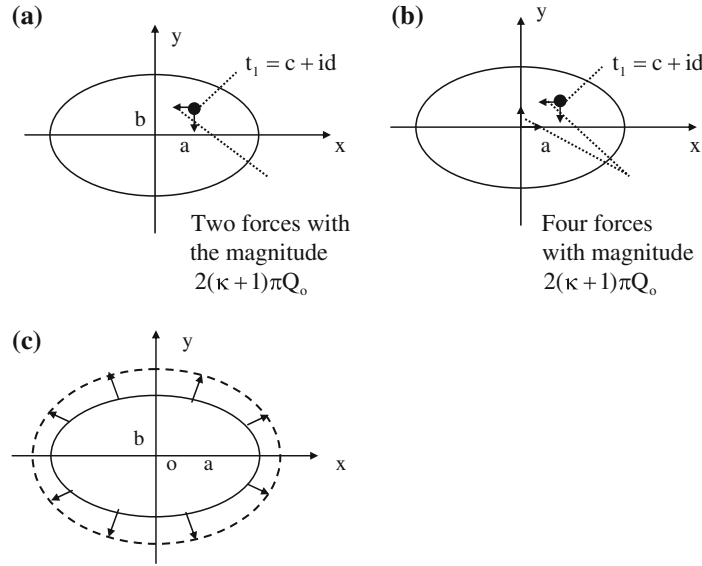 (a)
y
t₁ = c + id
b
a
x
Two forces with
the magnitude
2(κ+1)πQₒ
(b)
y
t₁ = c + id
a
x
Four forces
with magnitude
2(κ+1)πQₒ
(c)
y
b
o
a
x